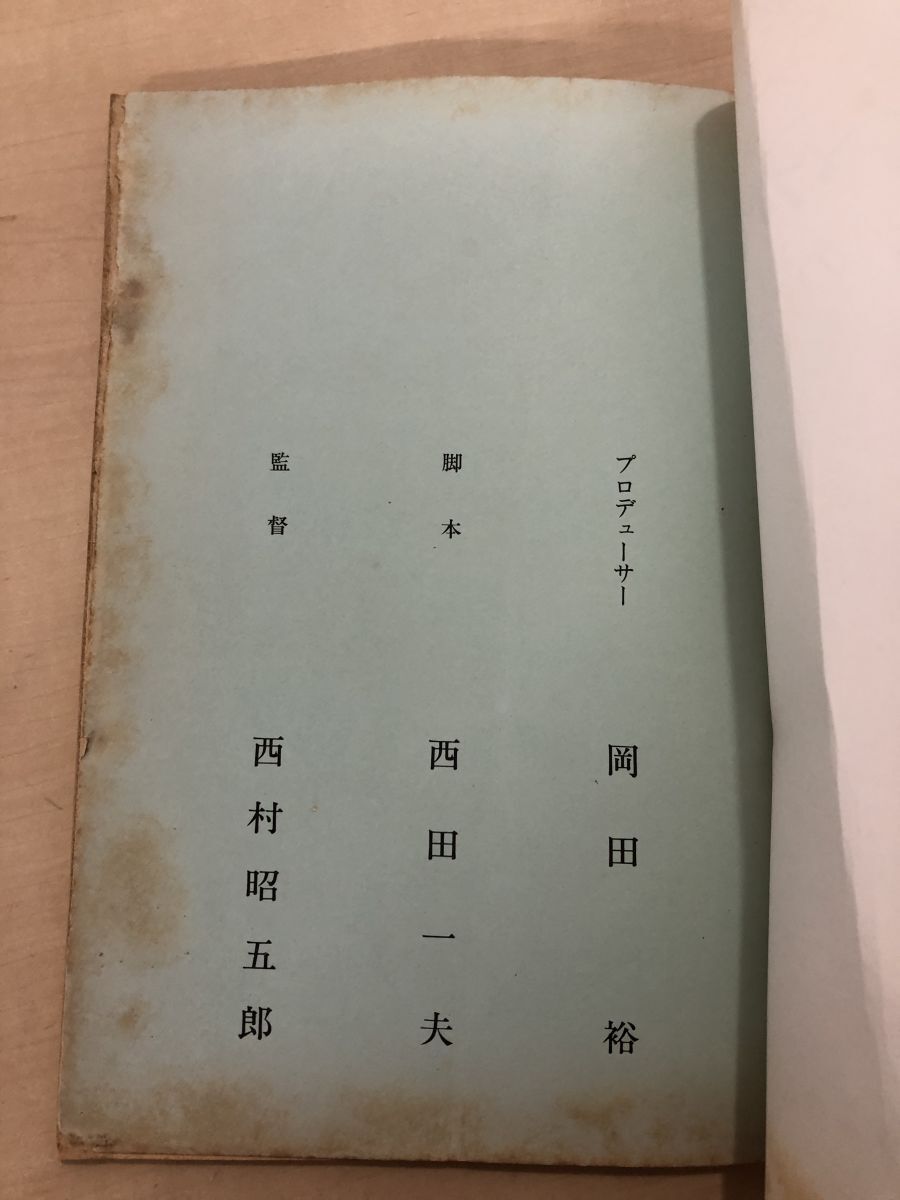 プロデューサー　岡田　裕
脚本　西田一夫
監督　西村昭五郎